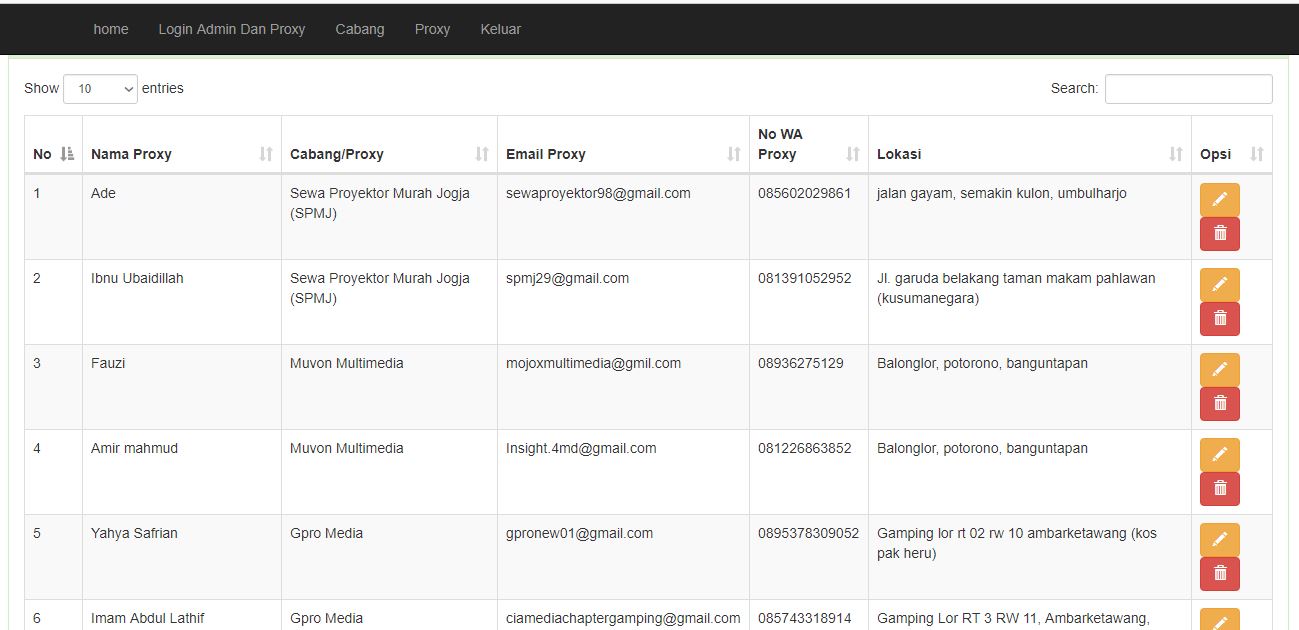 home Login Admin Dan Proxy Cabang Proxy Keluar
Show 10 entries Search:
No Nama Proxy Cabang/Proxy Email Proxy No WA Proxy Lokasi Opsi
1 Ade Sewa Proyektor Murah Jogja (SPMJ) sewaproyektor98@gmail.com 085602029861 jalan gayam, semakin kulon, umbulharjo
2 Ibnu Ubaidillah Sewa Proyektor Murah Jogja (SPMJ) spmj29@gmail.com 081391052952 Jl. garuda belakang taman makam pahlawan (kusumanegara)
3 Fauzi Muvon Multimedia mojoxmultimedia@gmil.com 08936275129 Balonglor, potorono, banguntapan
4 Amir mahmud Muvon Multimedia Insight.4md@gmail.com 081226863852 Balonglor, potorono, banguntapan
5 Yahya Safrian Gpro Media gpronew01@gmail.com 0895378309052 Gamping lor rt 02 rw 10 ambarketawang (kos pak heru)
6 Imam Abdul Lathif Gpro Media ciamediachaptergamping@gmail.com 085743318914 Gamping Lor RT 3 RW 11, Ambarketawang,